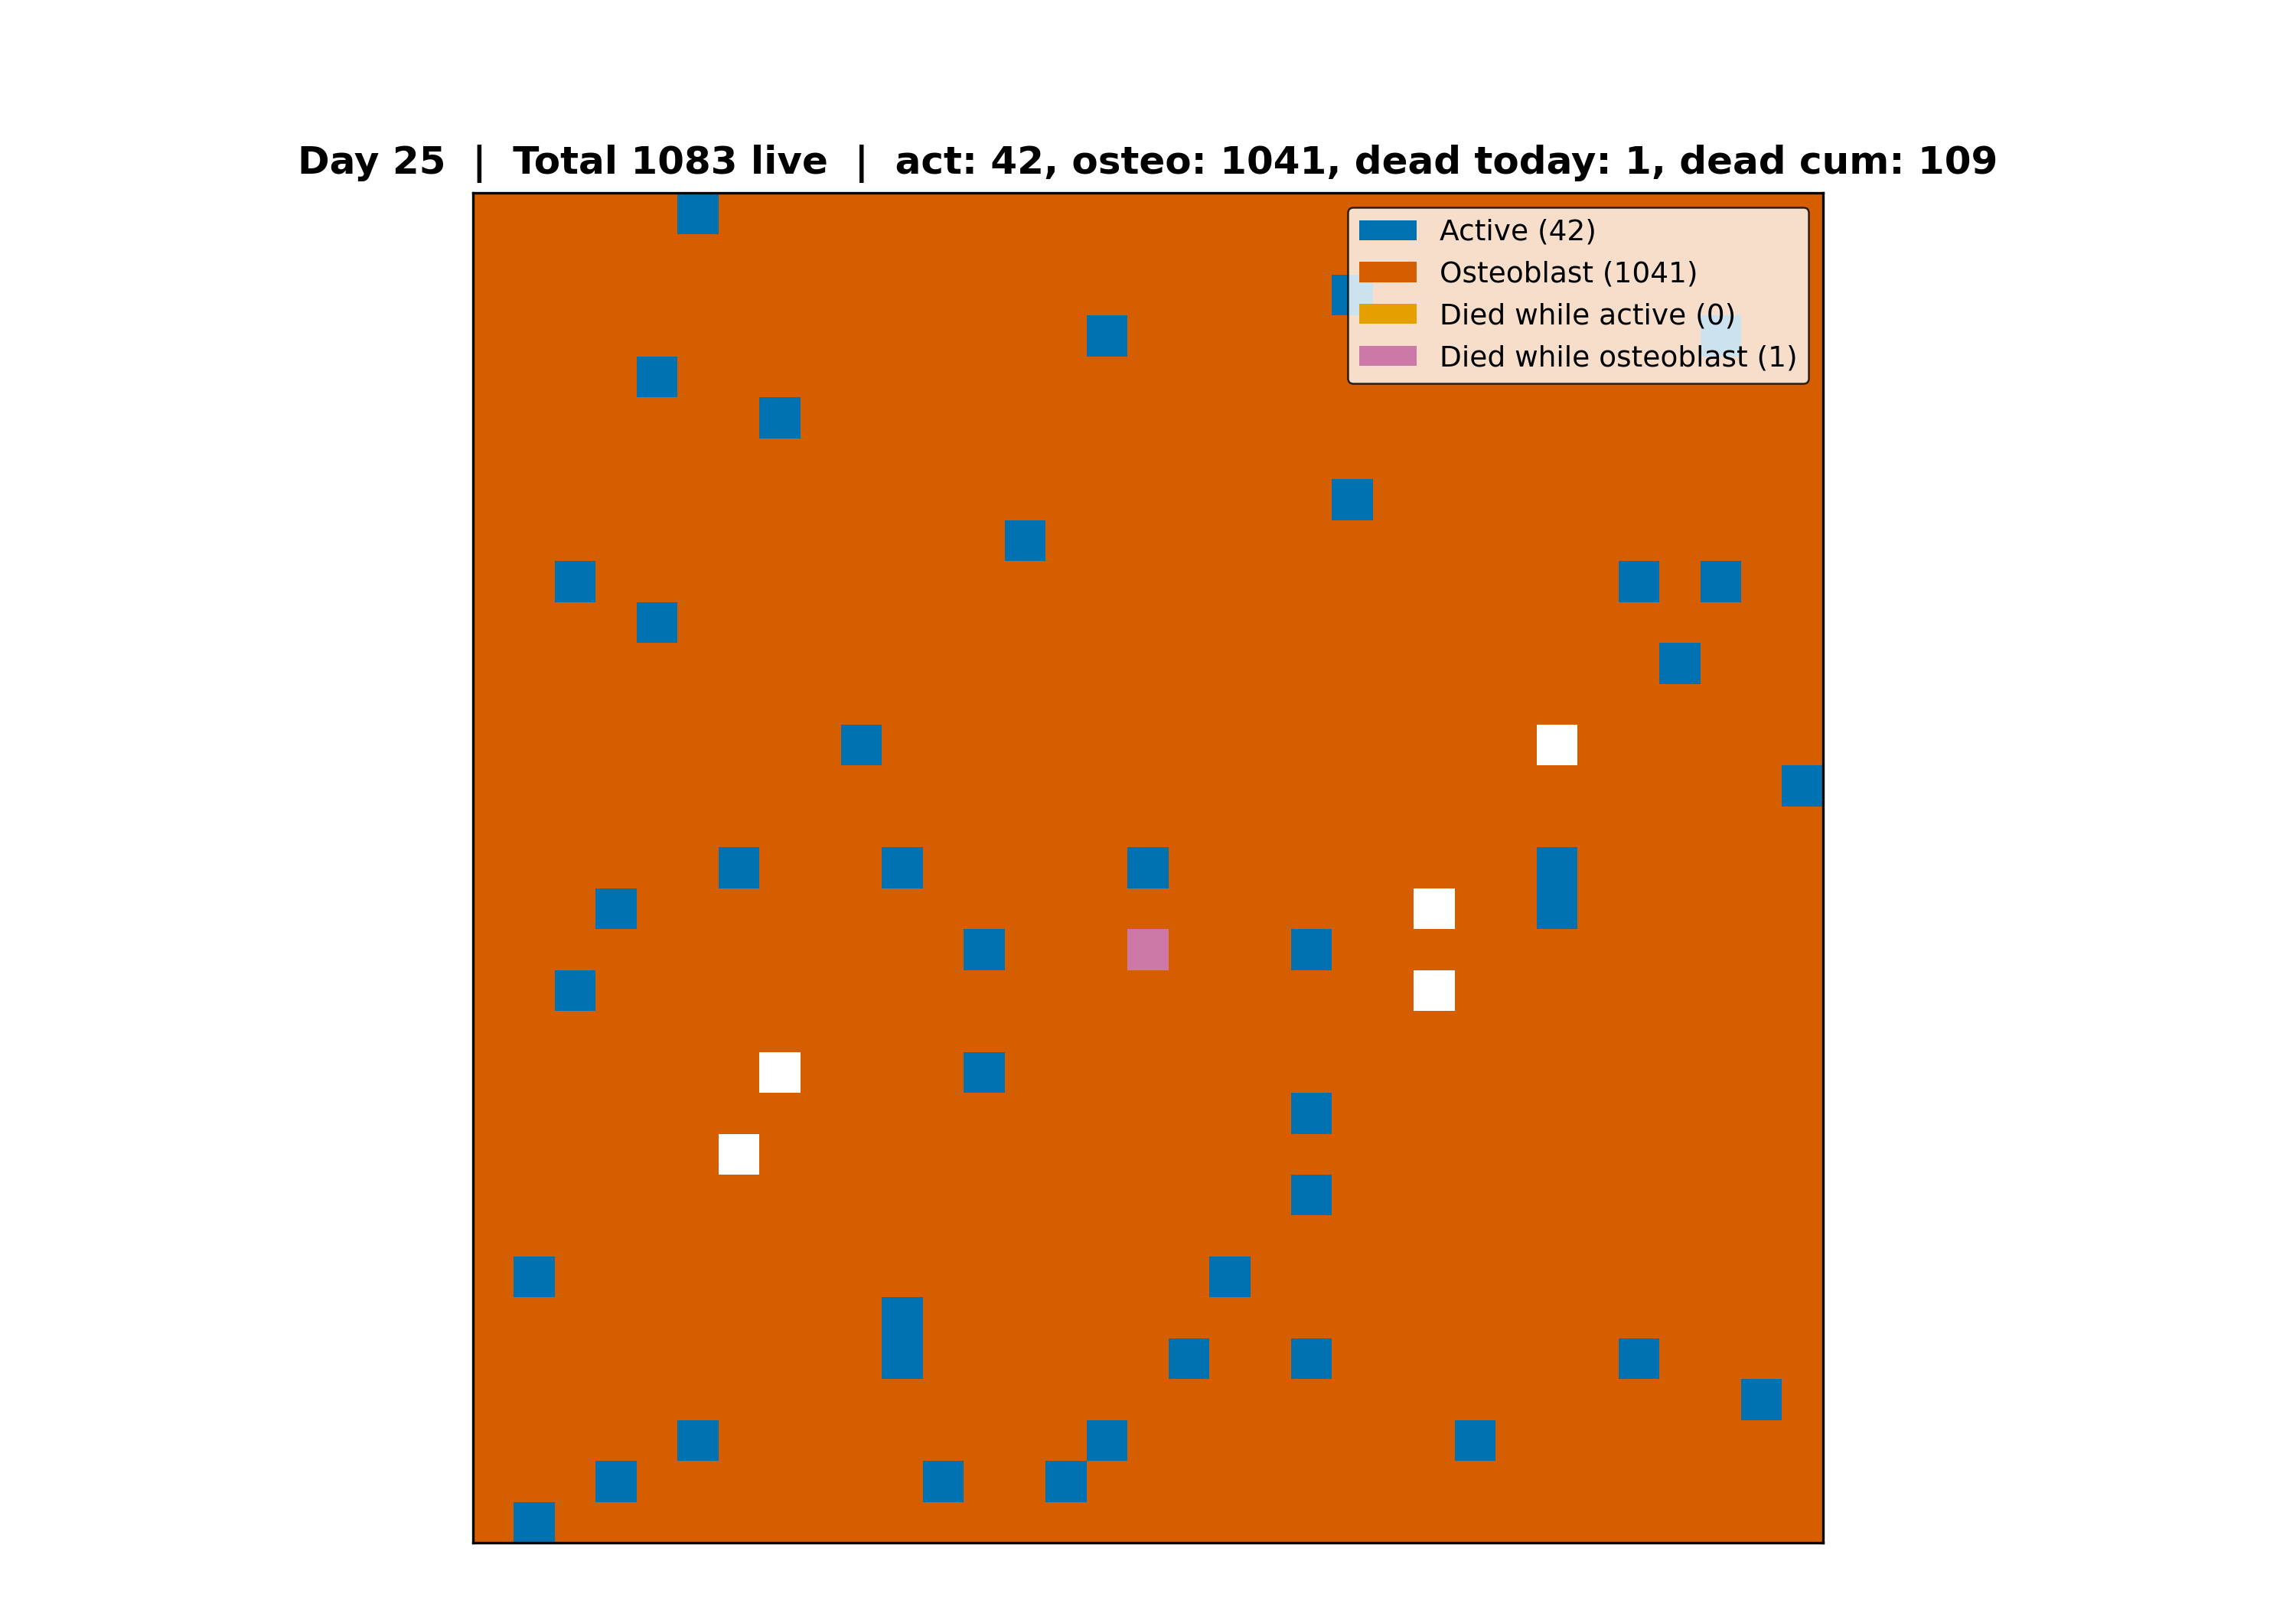 Day 25 | Total 1083 live | act: 42, osteo: 1041, dead today: 1, dead cum: 109
Active (42)
Osteoblast (1041)
Died while active (0)
Died while osteoblast (1)